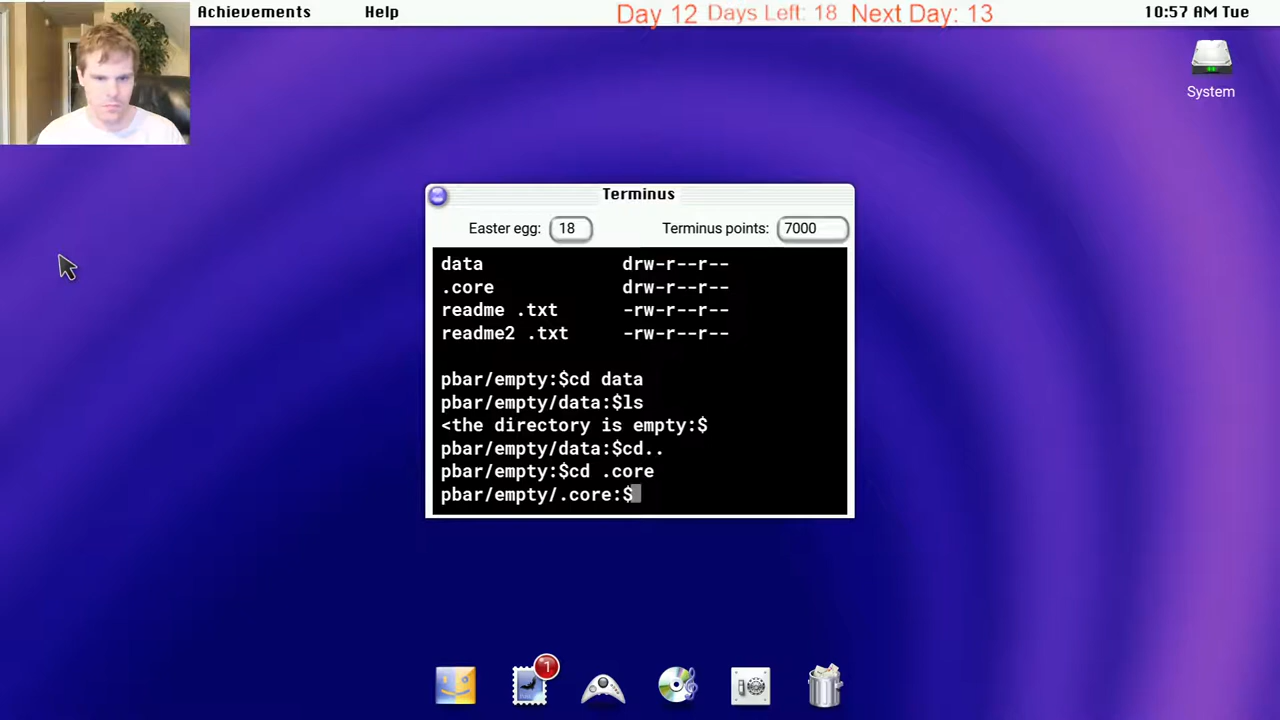 Achievements Help Day 12 Days Left: 18 Next Day: 13 10:57 AM Tue
System
Terminus
Easter egg: 18 Terminus points: 7000
data drw-r--r--
.core drw-r--r--
readme .txt -rw-r--r--
readme2 .txt -rw-r--r--
pbar/empty:$cd data
pbar/empty/data:$ls
<the directory is empty:$
pbar/empty/data:$cd..
pbar/empty:$cd .core
pbar/empty/.core:$
1